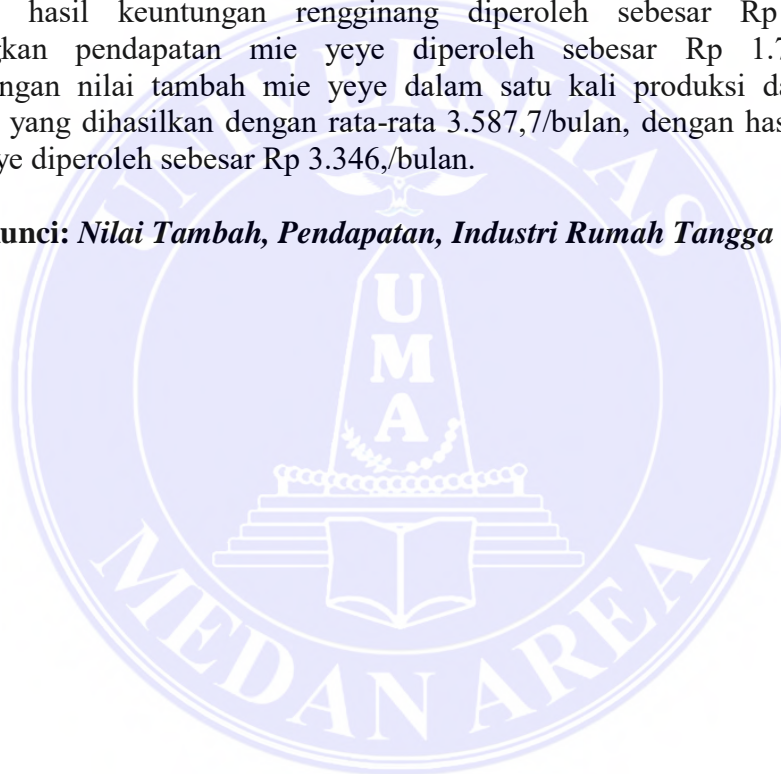 hasil keuntungan rengginang diperoleh sebesar Rp
gkan pendapatan mie yeye diperoleh sebesar Rp 1.7
ngan nilai tambah mie yeye dalam satu kali produksi da
yang dihasilkan dengan rata-rata 3.587,7/bulan, dengan has
ye diperoleh sebesar Rp 3.346,/bulan.
unci: Nilai Tambah, Pendapatan, Industri Rumah Tangga
UNIVERSITAS
U
M
A
MEDAN AREA